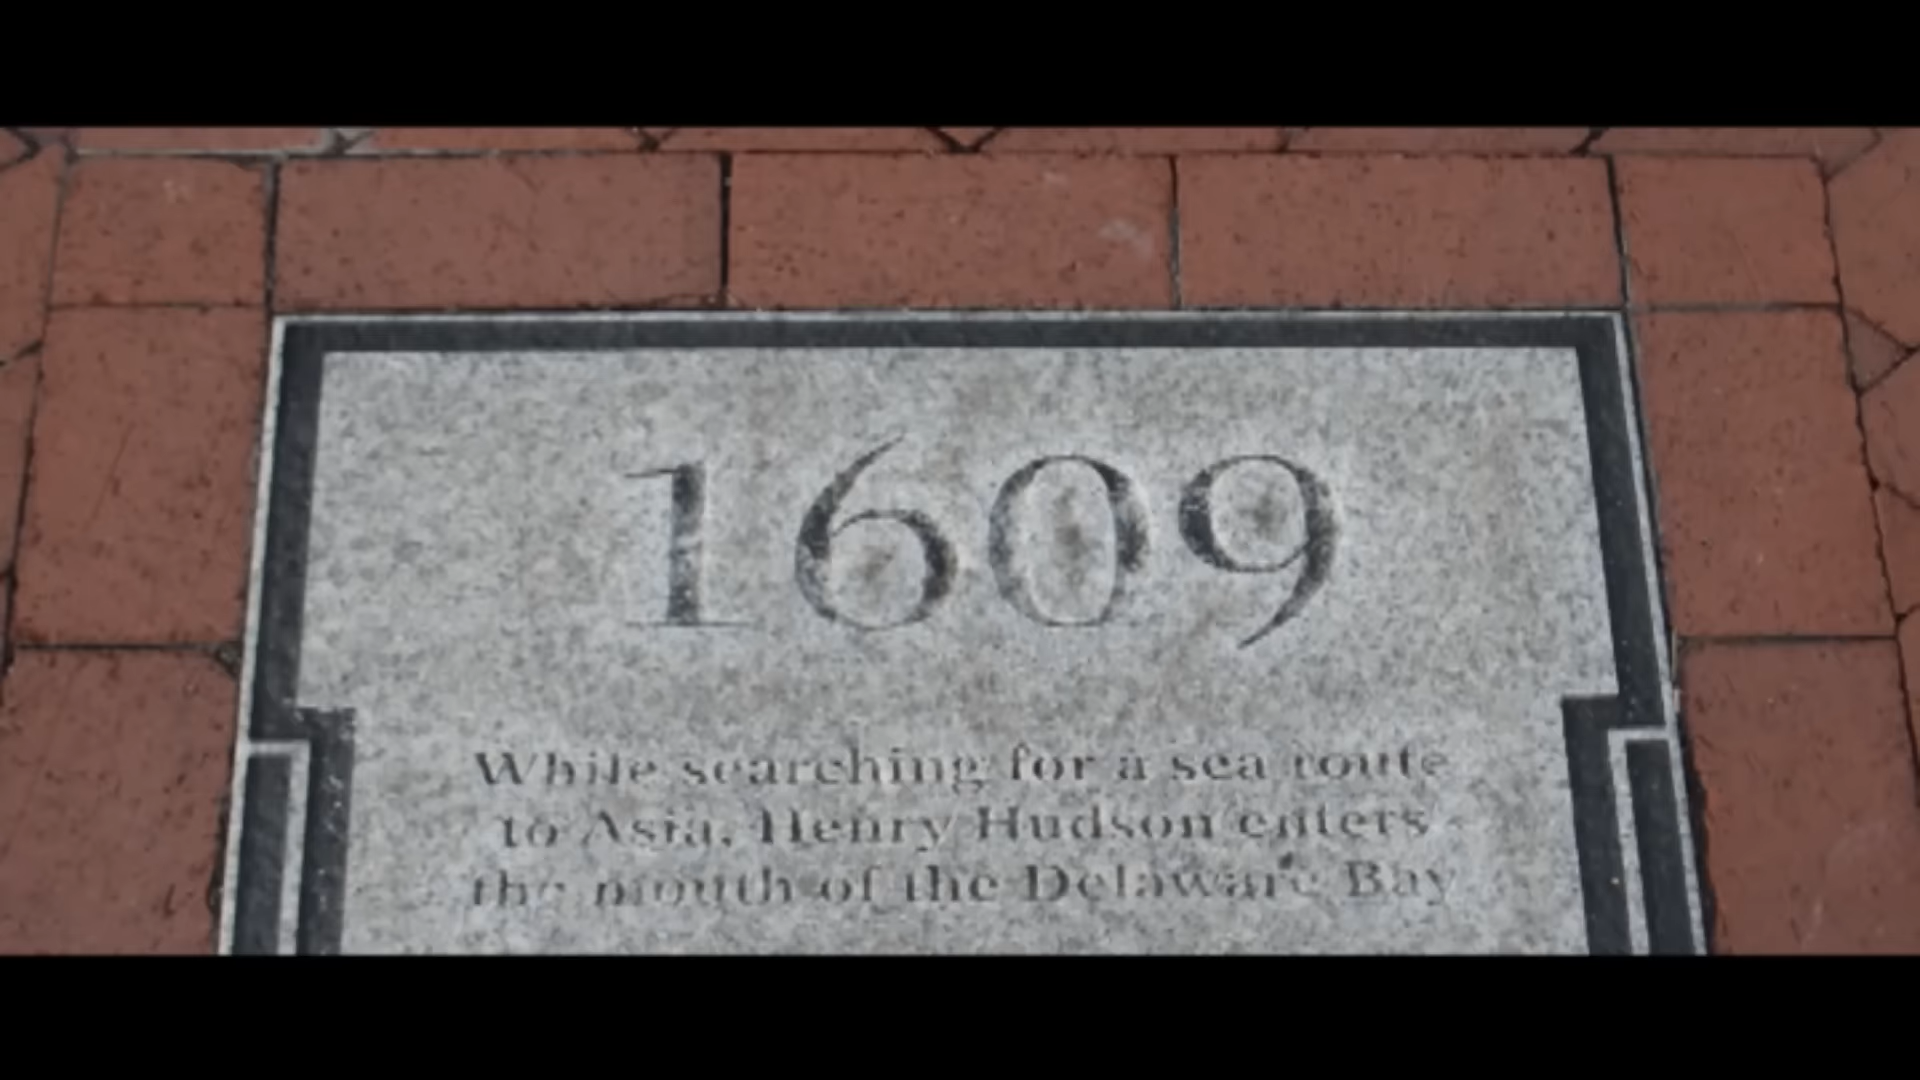 1609
While searching for a sea route
to Asia, Henry Hudson enters
the mouth of the Delaware Bay